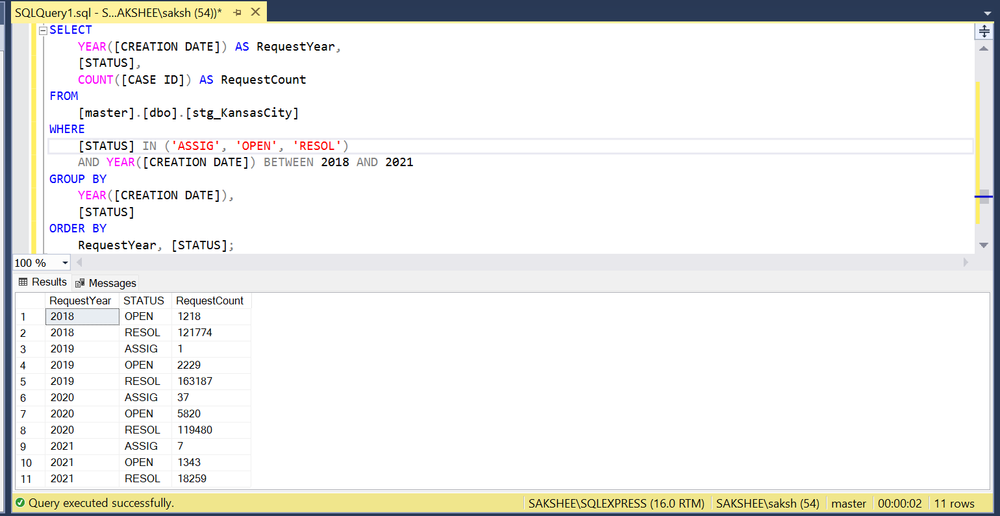 SQLQuery1.sql - S...AKSHEE\saksh (54))*
SELECT
YEAR([CREATION DATE]) AS RequestYear,
[STATUS],
COUNT([CASE ID]) AS RequestCount
FROM
[master].[dbo].[stg_KansasCity]
WHERE
[STATUS] IN ('ASSIG', 'OPEN', 'RESOL')
AND YEAR([CREATION DATE]) BETWEEN 2018 AND 2021
GROUP BY
YEAR([CREATION DATE]),
[STATUS]
ORDER BY
RequestYear, [STATUS];
100 %
Results Messages
RequestYear STATUS RequestCount
1 2018 OPEN 1218
2 2018 RESOL 121774
3 2019 ASSIG 1
4 2019 OPEN 2229
5 2019 RESOL 163187
6 2020 ASSIG 37
7 2020 OPEN 5820
8 2020 RESOL 119480
9 2021 ASSIG 7
10 2021 OPEN 1343
11 2021 RESOL 18259
Query executed successfully. SAKSHEE\SQLEXPRESS (16.0 RTM) SAKSHEE\saksh (54) master 00:00:02 11 rows